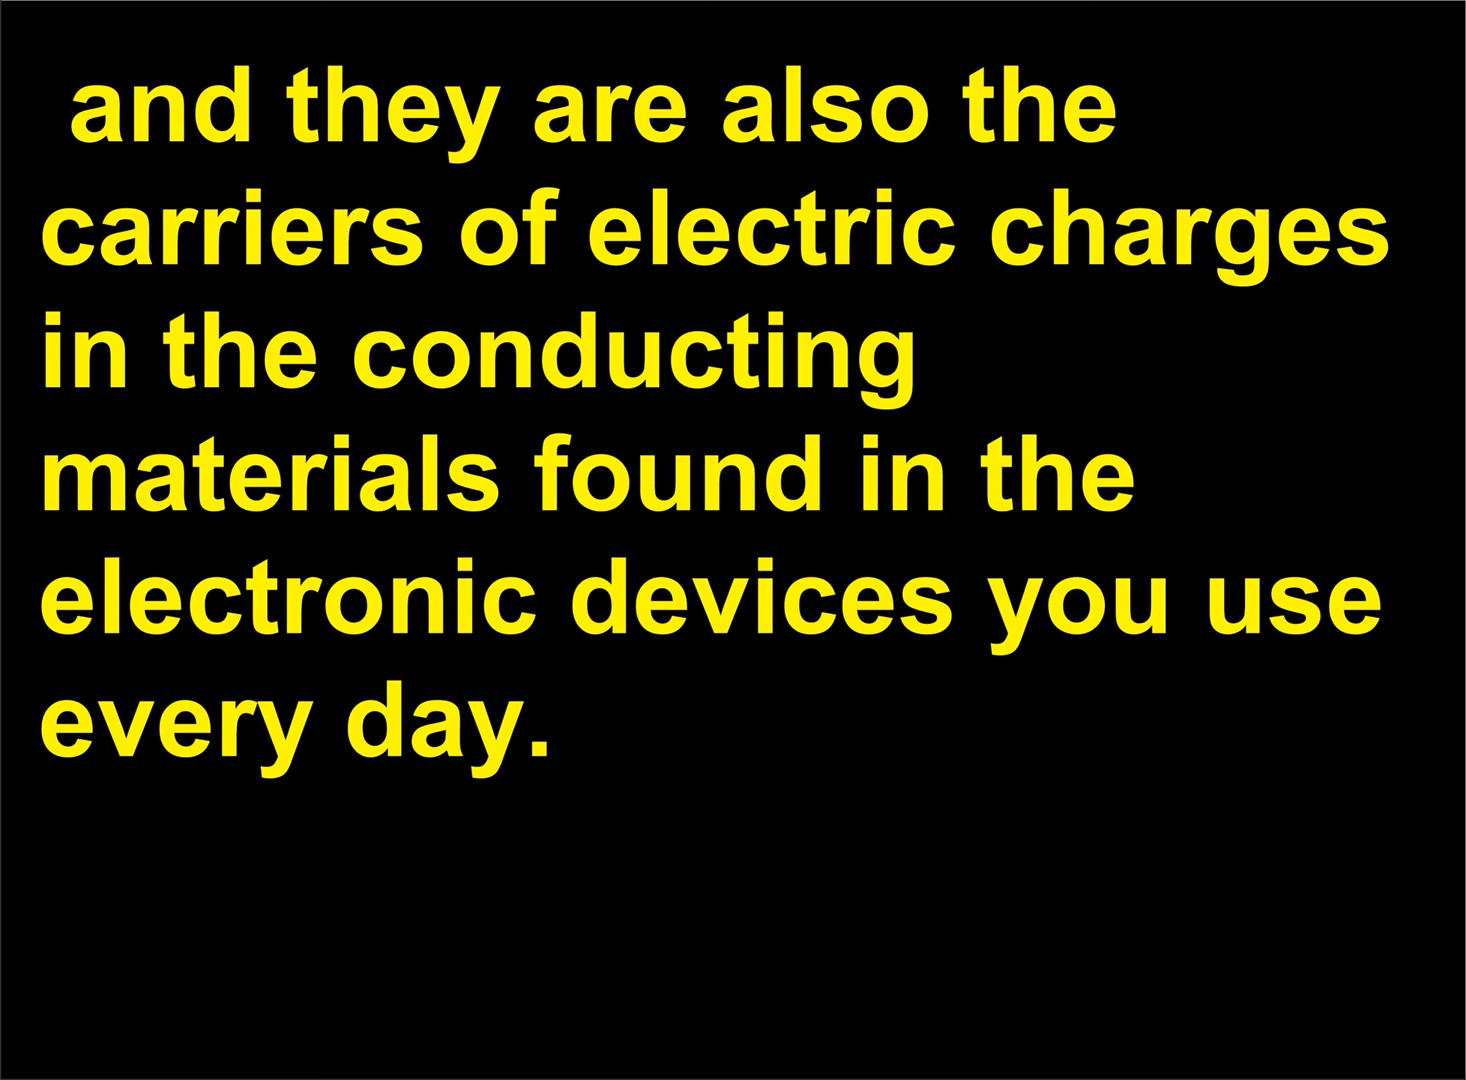 and they are also the
carriers of electric charges
in the conducting
materials found in the
electronic devices you use
every day.